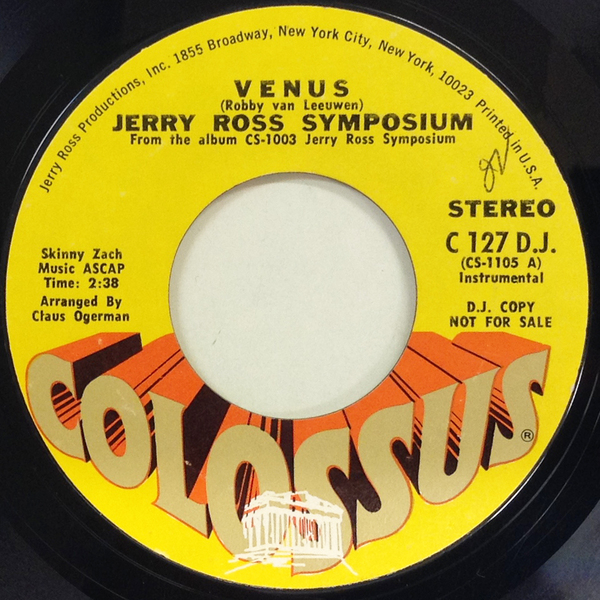 Jerry Ross Productions, Inc. 1855 Broadway, New York City, New York, 10023 Printed in U.S.A.
VENUS
(Robby van Leeuwen)
JERRY ROSS SYMPOSIUM
From the album CS-1003 Jerry Ross Symposium
STEREO
C 127 D.J.
(CS-1105 A)
Instrumental
D.J. COPY
NOT FOR SALE
Skinny Zach
Music ASCAP
Time: 2:38
Arranged By
Claus Ogerman
COLOSSUS®